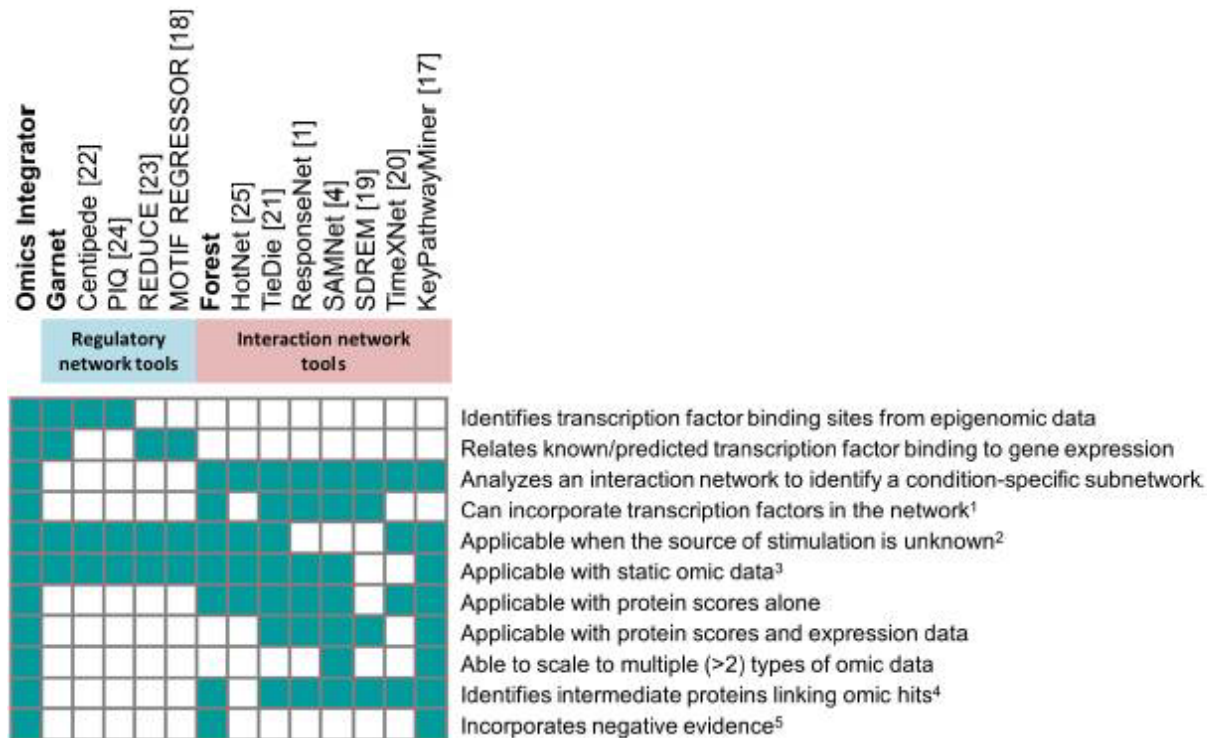 Omics Integrator
Garnet
Centipede [22]
PIQ [24]
REDUCE [23]
MOTIF REGRESSOR [18]
Forest
HotNet [25]
TieDie [21]
ResponseNet [1]
SAMNet [4]
SDREM [19]
TimeXNet [20]
KeyPathwayMiner [17]
Regulatory
network tools
Interaction network
tools
Identifies transcription factor binding sites from epigenomic data
Relates known/predicted transcription factor binding to gene expression
Analyzes an interaction network to identify a condition-specific subnetwork
Can incorporate transcription factors in the network¹
Applicable when the source of stimulation is unknown²
Applicable with static omic data³
Applicable with protein scores alone
Applicable with protein scores and expression data
Able to scale to multiple (>2) types of omic data
Identifies intermediate proteins linking omic hits⁴
Incorporates negative evidence⁵